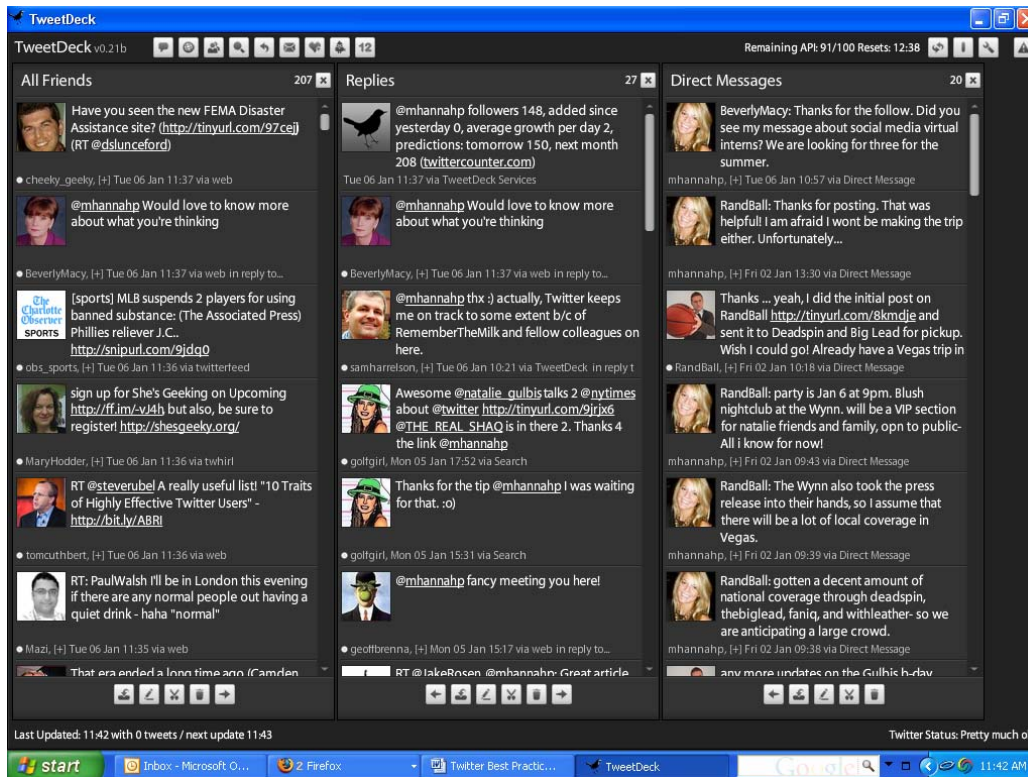 TweetDeck
TweetDeck v0.21b
12
Remaining API: 91/100 Resets: 12:38
All Friends
207
Have you seen the new FEMA Disaster
Assistance site? (http://tinyurl.com/97cej)
(RT @dslunceford)
cheeky_geeky, [+] Tue 06 Jan 11:37 via web
@mhannahp Would love to know more
about what you're thinking
BeverlyMacy, [+] Tue 06 Jan 11:37 via web in reply to...
The
Charlotte
Observer
SPORTS
[sports] MLB suspends 2 players for using
banned substance: (The Associated Press)
Phillies reliever J.C..
http://snipurl.com/9jdq0
obs_sports, [+] Tue 06 Jan 11:36 via twitterfeed
sign up for She's Geeking on Upcoming
http://ff.im/-vJ4h but also, be sure to
register! http://shesgeeky.org/
MaryHodder, [+] Tue 06 Jan 11:36 via twhirl
RT @steverubel A really useful list! "10 Traits
of Highly Effective Twitter Users" -
http://bit.ly/ABRI
tomcuthbert, [+] Tue 06 Jan 11:36 via web
RT: PaulWalsh I'll be in London this evening
if there are any normal people out having a
quiet drink - haha "normal"
Mazi, [+] Tue 06 Jan 11:35 via web
That era ended a long time ago (Camden
Replies
27
@mhannahp followers 148, added since
yesterday 0, average growth per day 2,
predictions: tomorrow 150, next month
208 (twittercounter.com)
Tue 06 Jan 11:37 via TweetDeck Services
@mhannahp Would love to know more
about what you're thinking
BeverlyMacy, [+] Tue 06 Jan 11:37 via web in reply to...
@mhannahp thx :) actually, Twitter keeps
me on track to some extent b/c of
RememberTheMilk and fellow colleagues on
here.
samharrelson, [+] Tue 06 Jan 10:21 via TweetDeck in reply t
Awesome @natalie_gulbis talks 2 @nytimes
about @twitter http://tinyurl.com/9jrjx6
@THE_REAL_SHAQ is in there 2. Thanks 4
the link @mhannahp
golfgirl, Mon 05 Jan 17:52 via Search
Thanks for the tip @mhannahp I was waiting
for that. :o)
golfgirl, Mon 05 Jan 15:31 via Search
@mhannahp fancy meeting you here!
geoffbrenna, [+] Mon 05 Jan 15:17 via web in reply to...
RT @JakeRosen @mhannahp: Great article
Direct Messages
20
BeverlyMacy: Thanks for the follow. Did you
see my message about social media virtual
interns? We are looking for three for the
summer.
mhannahp, [+] Tue 06 Jan 10:57 via Direct Message
RandBall: Thanks for posting. That was
helpful! I am afraid I wont be making the trip
either. Unfortunately...
mhannahp, [+] Fri 02 Jan 13:30 via Direct Message
Thanks ... yeah, I did the initial post on
RandBall http://tinyurl.com/8kmdje and
sent it to Deadspin and Big Lead for pickup.
Wish I could go! Already have a Vegas trip in
RandBall, [+] Fri 02 Jan 10:18 via Direct Message
RandBall: party is Jan 6 at 9pm. Blush
nightclub at the Wynn. will be a VIP section
for natalie friends and family, opn to public-
All i know for now!
mhannahp, [+] Fri 02 Jan 09:43 via Direct Message
RandBall: The Wynn also took the press
release into their hands, so I assume that
there will be a lot of local coverage in
Vegas.
mhannahp, [+] Fri 02 Jan 09:39 via Direct Message
RandBall: gotten a decent amount of
national coverage through deadspin,
thebiglead, faniq, and withleather- so we
are anticipating a large crowd.
mhannahp, [+] Fri 02 Jan 09:38 via Direct Message
any more updates on the Gulbis b-day
Last Updated: 11:42 with 0 tweets / next update 11:43
Twitter Status: Pretty much o
start
Inbox - Microsoft O...
2 Firefox
Twitter Best Practic...
TweetDeck
Google
11:42 AM